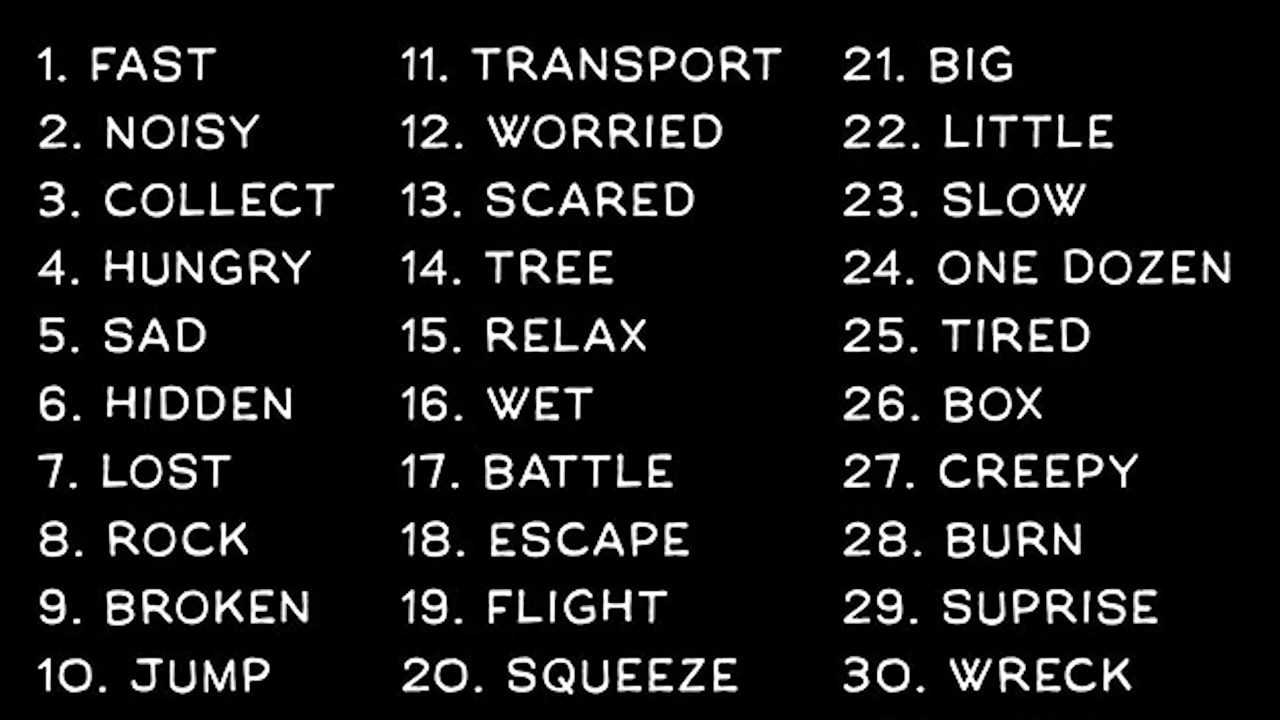 1. FAST
2. NOISY
3. COLLECT
4. HUNGRY
5. SAD
6. HIDDEN
7. LOST
8. ROCK
9. BROKEN
10. JUMP
11. TRANSPORT
12. WORRIED
13. SCARED
14. TREE
15. RELAX
16. WET
17. BATTLE
18. ESCAPE
19. FLIGHT
20. SQUEEZE
21. BIG
22. LITTLE
23. SLOW
24. ONE DOZEN
25. TIRED
26. BOX
27. CREEPY
28. BURN
29. SUPRISE
30. WRECK